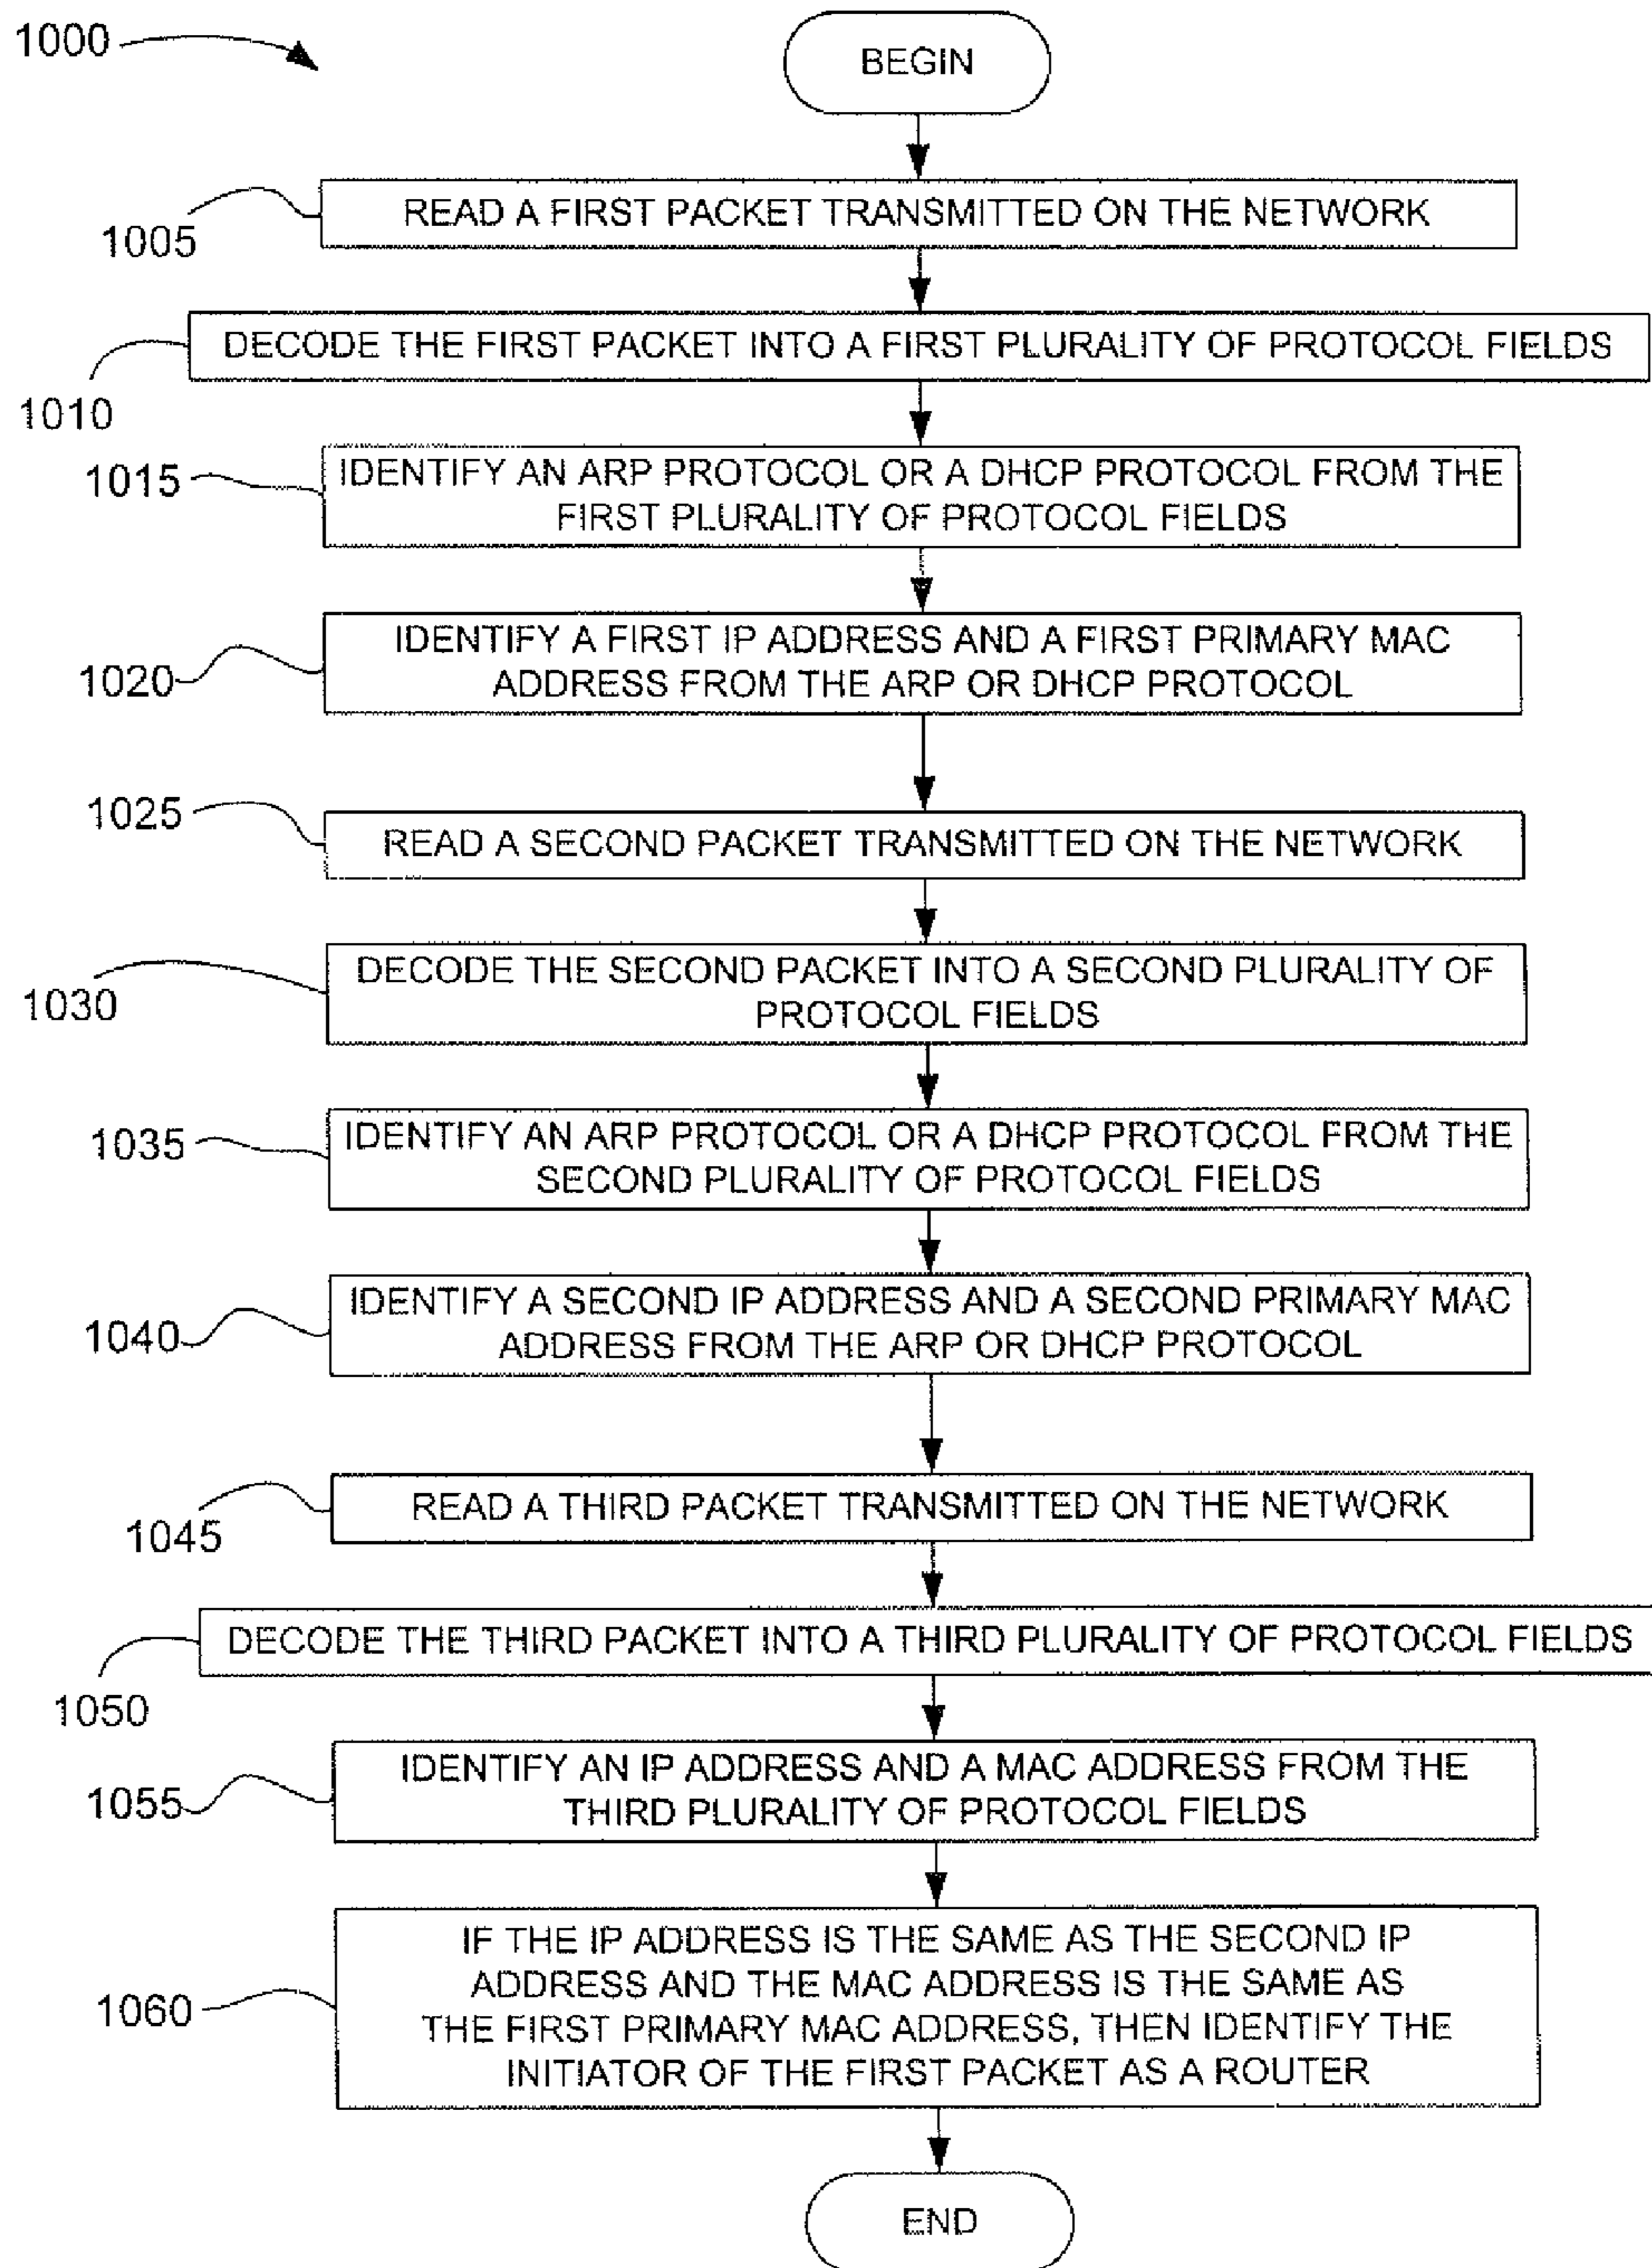 1000
BEGIN
READ A FIRST PACKET TRANSMITTED ON THE NETWORK
1005
DECODE THE FIRST PACKET INTO A FIRST PLURALITY OF PROTOCOL FIELDS
1010
1015
IDENTIFY AN ARP PROTOCOL OR A DHCP PROTOCOL FROM THE
FIRST PLURALITY OF PROTOCOL FIELDS
1020
IDENTIFY A FIRST IP ADDRESS AND A FIRST PRIMARY MAC
ADDRESS FROM THE ARP OR DHCP PROTOCOL
1025
READ A SECOND PACKET TRANSMITTED ON THE NETWORK
1030
DECODE THE SECOND PACKET INTO A SECOND PLURALITY OF
PROTOCOL FIELDS
1035
IDENTIFY AN ARP PROTOCOL OR A DHCP PROTOCOL FROM THE
SECOND PLURALITY OF PROTOCOL FIELDS
1040
IDENTIFY A SECOND IP ADDRESS AND A SECOND PRIMARY MAC
ADDRESS FROM THE ARP OR DHCP PROTOCOL
READ A THIRD PACKET TRANSMITTED ON THE NETWORK
1045
DECODE THE THIRD PACKET INTO A THIRD PLURALITY OF PROTOCOL FIELDS
1050
1055
IDENTIFY AN IP ADDRESS AND A MAC ADDRESS FROM THE
THIRD PLURALITY OF PROTOCOL FIELDS
1060
IF THE IP ADDRESS IS THE SAME AS THE SECOND IP
ADDRESS AND THE MAC ADDRESS IS THE SAME AS
THE FIRST PRIMARY MAC ADDRESS, THEN IDENTIFY THE
INITIATOR OF THE FIRST PACKET AS A ROUTER
END